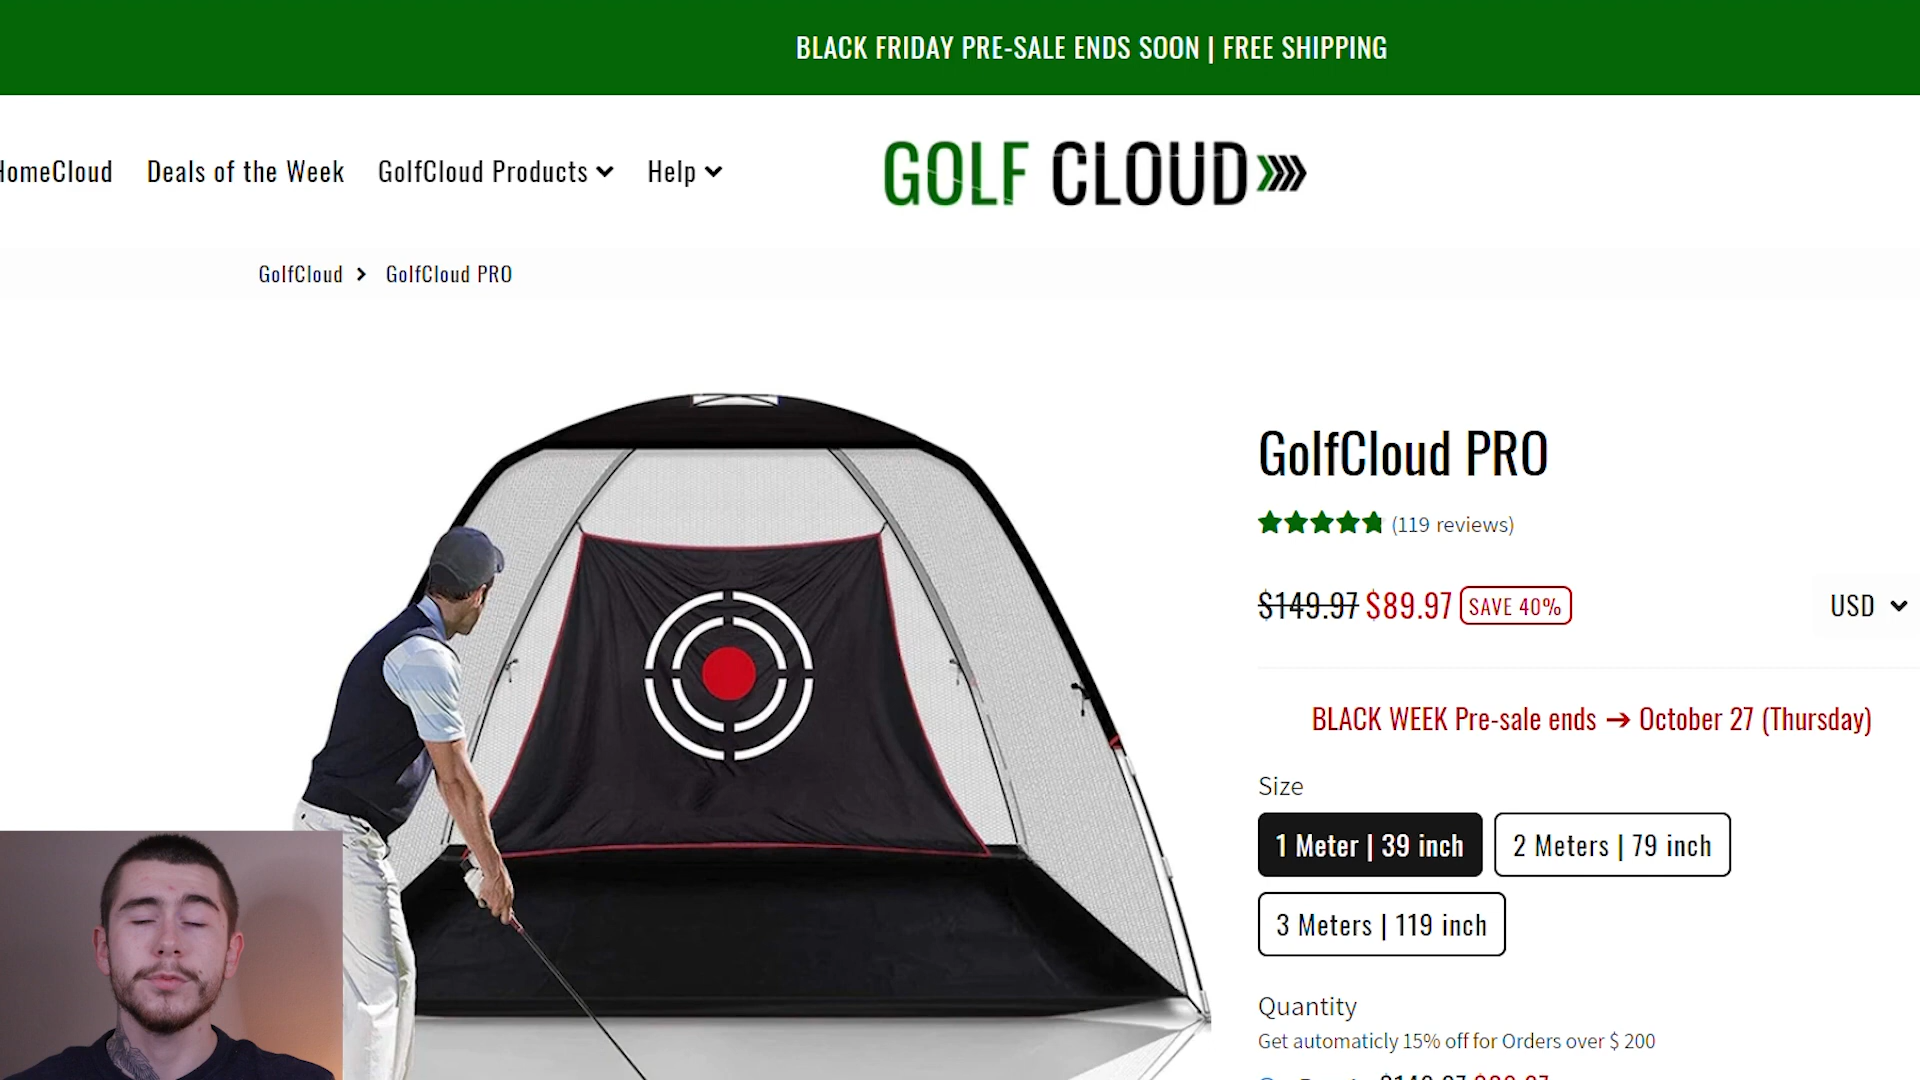 BLACK FRIDAY PRE-SALE ENDS SOON | FREE SHIPPING
HomeCloud Deals of the Week GolfCloud Products Help
GOLF CLOUD
GolfCloud GolfCloud PRO
GolfCloud PRO
(119 reviews)
$149.97 $89.97 SAVE 40%
USD
BLACK WEEK Pre-sale ends → October 27 (Thursday)
Size
1 Meter | 39 inch
2 Meters | 79 inch
3 Meters | 119 inch
Quantity
Get automaticly 15% off for Orders over $ 200